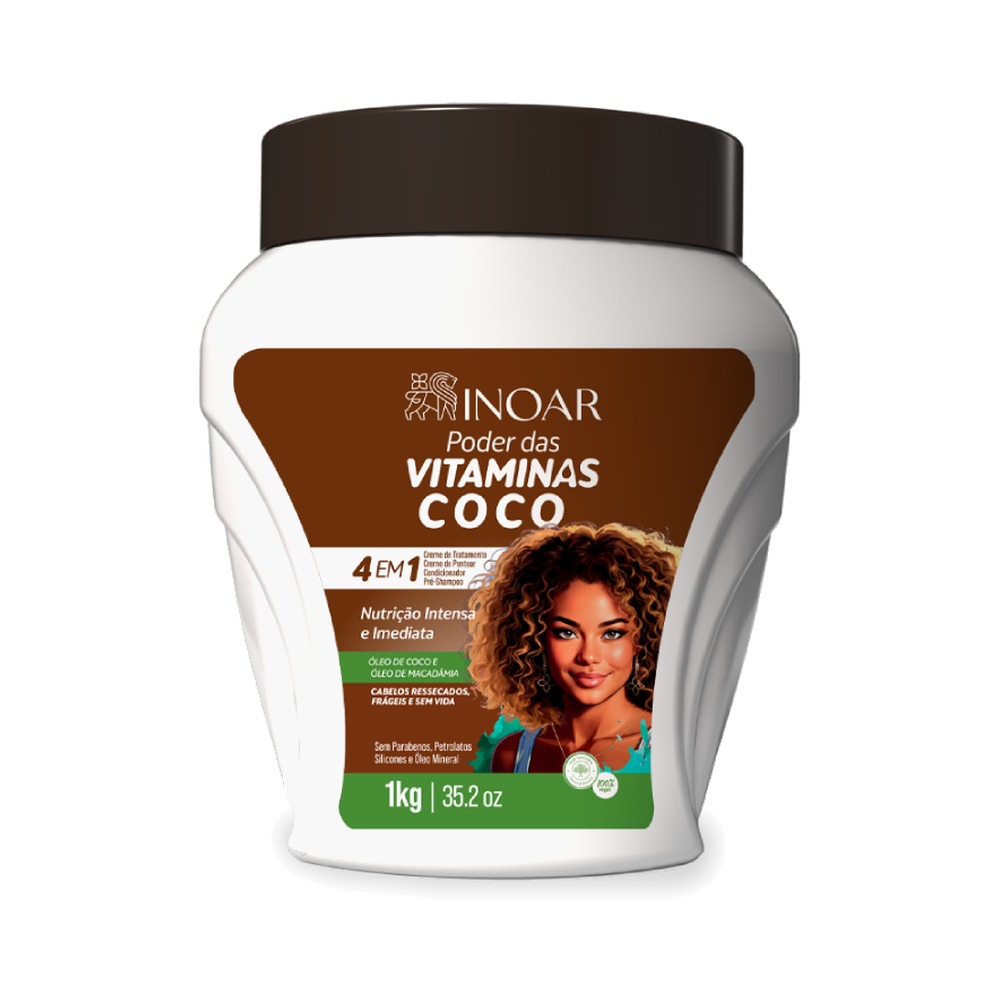 INOAR
Poder das
VITAMINAS
COCO
4 EM 1
Creme de Tratamento
Creme de Pentear
Condicionador
Pré-Shampoo
Nutrição Intensa
e Imediata
ÓLEO DE COCO E
ÓLEO DE MACADÂMIA
CABELOS RESSECADOS,
FRÁGEIS E SEM VIDA
Sem Parabenos, Petrolatos
Silicones e Óleo Mineral
100%
vegan
1kg | 35.2 oz